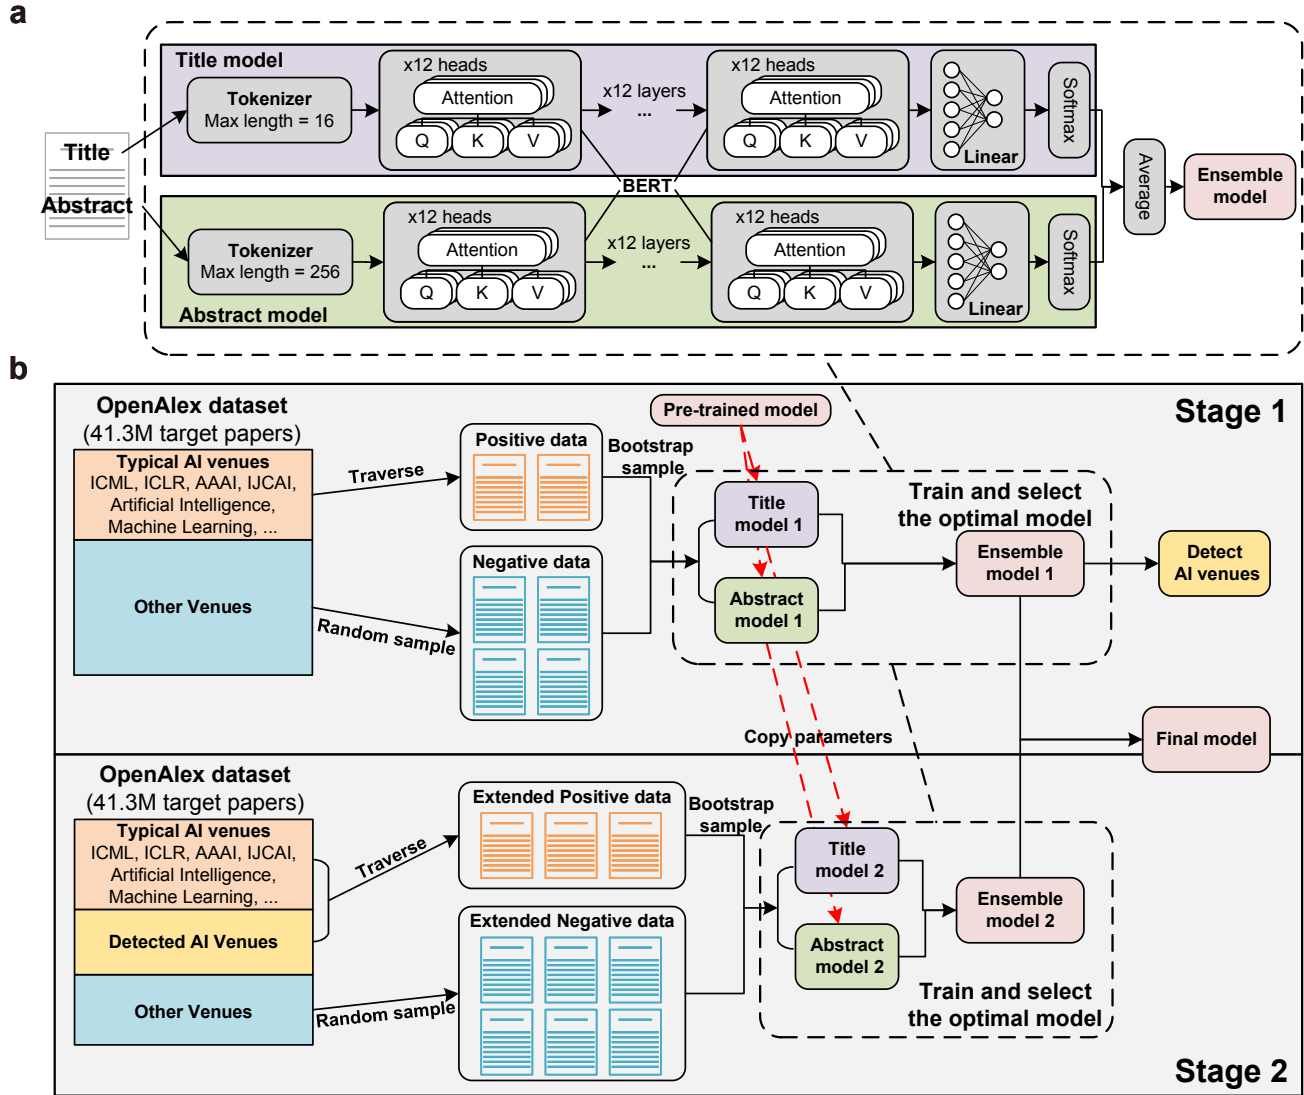 a
Title model
Tokenizer
Max length = 16
x12 heads
Attention
Q
K
V
x12 layers
...
x12 heads
Attention
Q
K
V
Linear
Softmax
Title
Abstract
BERT
Average
Ensemble
model
Tokenizer
Max length = 256
x12 heads
Attention
Q
K
V
x12 layers
...
x12 heads
Attention
Q
K
V
Linear
Softmax
Abstract model
b
Stage 1
OpenAlex dataset
(41.3M target papers)
Typical AI venues
ICML, ICLR, AAAI, IJCAI,
Artificial Intelligence,
Machine Learning, ...
Other Venues
Traverse
Random sample
Positive data
Negative data
Bootstrap
sample
Pre-trained model
Title
model 1
Abstract
model 1
Train and select
the optimal model
Ensemble
model 1
Detect
AI venues
Copy parameters
Final model
OpenAlex dataset
(41.3M target papers)
Typical AI venues
ICML, ICLR, AAAI, IJCAI,
Artificial Intelligence,
Machine Learning, ...
Detected AI Venues
Other Venues
Traverse
Random sample
Extended Positive data
Extended Negative data
Bootstrap
sample
Title
model 2
Abstract
model 2
Ensemble
model 2
Train and select
the optimal model
Stage 2